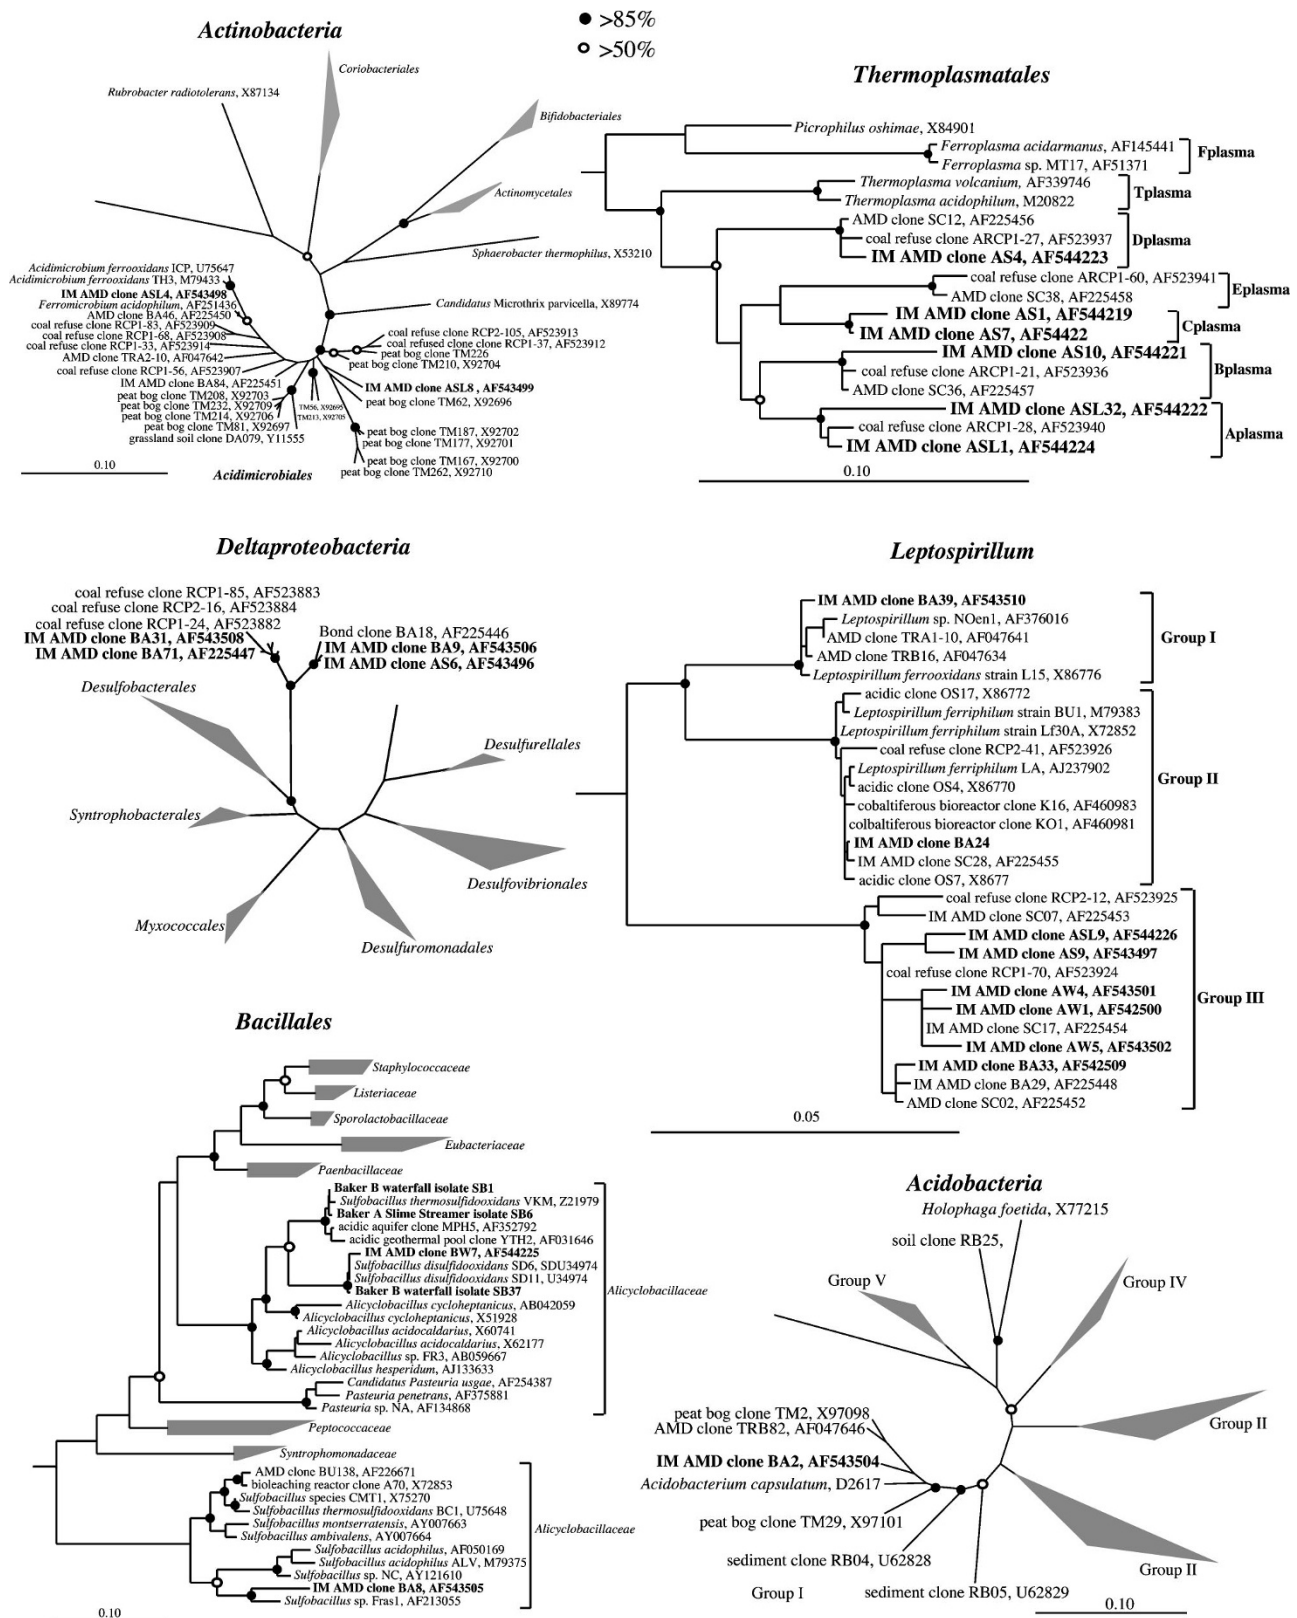 Actinobacteria
● >85%
○ >50%
Coriobacteriales
Rubrobacter radiotolerans, X87134
Bifidobacteriales
Actinomycetales
Sphaerobacter thermophilus, X53210
Acidimicrobium ferrooxidans ICP, U75647
Acidimicrobium ferrooxidans TH3, M79433
IM AMD clone ASL4, AF543498
Ferromicrobium acidophilum, AF251436
AMD clone BA46, AF225450
coal refuse clone RCP1-83, AF523909
coal refuse clone RCP1-68, AF523908
coal refuse clone RCP1-33, AF523914
AMD clone TRA2-10, AF047642
coal refuse clone RCP1-56, AF523907
IM AMD clone BA84, AF225451
peat bog clone TM208, X92703
peat bog clone TM232, X92709
peat bog clone TM214, X92706
peat bog clone TM81, X92697
grassland soil clone DA079, Y11555
Candidatus Microthrix parvicella, X89774
coal refuse clone RCP2-105, AF523913
coal refused clone RCP1-37, AF523912
peat bog clone TM226
peat bog clone TM210, X92704
IM AMD clone ASL8 , AF543499
peat bog clone TM62, X92696
TM56, X92695
TM213, X92705
peat bog clone TM187, X92702
peat bog clone TM177, X92701
peat bog clone TM167, X92700
peat bog clone TM262, X92710
0.10
Acidimicrobiales
Thermoplasmatales
Picrophilus oshimae, X84901
Ferroplasma acidarmanus, AF145441
Ferroplasma sp. MT17, AF51371
Fplasma
Thermoplasma volcanium, AF339746
Thermoplasma acidophilum, M20822
Tplasma
AMD clone SC12, AF225456
coal refuse clone ARCP1-27, AF523937
IM AMD clone AS4, AF544223
Dplasma
coal refuse clone ARCP1-60, AF523941
AMD clone SC38, AF225458
Eplasma
IM AMD clone AS1, AF544219
IM AMD clone AS7, AF54422
Cplasma
IM AMD clone AS10, AF544221
coal refuse clone ARCP1-21, AF523936
AMD clone SC36, AF225457
Bplasma
IM AMD clone ASL32, AF544222
coal refuse clone ARCP1-28, AF523940
IM AMD clone ASL1, AF544224
Aplasma
0.10
Deltaproteobacteria
coal refuse clone RCP1-85, AF523883
coal refuse clone RCP2-16, AF523884
coal refuse clone RCP1-24, AF523882
IM AMD clone BA31, AF543508
IM AMD clone BA71, AF225447
Bond clone BA18, AF225446
IM AMD clone BA9, AF543506
IM AMD clone AS6, AF543496
Desulfobacterales
Desulfurellales
Syntrophobacterales
Desulfovibrionales
Myxococcales
Desulfuromonadales
Leptospirillum
IM AMD clone BA39, AF543510
Leptospirillum sp. NOen1, AF376016
AMD clone TRA1-10, AF047641
AMD clone TRB16, AF047634
Leptospirillum ferrooxidans strain L15, X86776
Group I
acidic clone OS17, X86772
Leptospirillum ferriphilum strain BU1, M79383
Leptospirillum ferriphilum strain Lf30A, X72852
coal refuse clone RCP2-41, AF523926
Leptospirillum ferriphilum LA, AJ237902
acidic clone OS4, X86770
cobaltiferous bioreactor clone K16, AF460983
colbaltiferous bioreactor clone KO1, AF460981
IM AMD clone BA24
IM AMD clone SC28, AF225455
acidic clone OS7, X8677
Group II
coal refuse clone RCP2-12, AF523925
IM AMD clone SC07, AF225453
IM AMD clone ASL9, AF544226
IM AMD clone AS9, AF543497
coal refuse clone RCP1-70, AF523924
IM AMD clone AW4, AF543501
IM AMD clone AW1, AF542500
IM AMD clone SC17, AF225454
IM AMD clone AW5, AF543502
IM AMD clone BA33, AF542509
IM AMD clone BA29, AF225448
AMD clone SC02, AF225452
Group III
0.05
Bacillales
Staphylococcaceae
Listeriaceae
Sporolactobacillaceae
Eubacteriaceae
Paenbacillaceae
Baker B waterfall isolate SB1
Sulfobacillus thermosulfidooxidans VKM, Z21979
Baker A Slime Streamer isolate SB6
acidic aquifer clone MPH5, AF352792
acidic geothermal pool clone YTH2, AF031646
IM AMD clone BW7, AF544225
Sulfobacillus disulfidooxidans SD6, SDU34974
Sulfobacillus disulfidooxidans SD11, U34974
Baker B waterfall isolate SB37
Alicyclobacillus cycloheptanicus, AB042059
Alicyclobacillus cycloheptanicus, X51928
Alicyclobacillus acidocaldarius, X60741
Alicyclobacillus acidocaldarius, X62177
Alicyclobacillus sp. FR3, AB059667
Alicyclobacillus hesperidum, AJ133633
Candidatus Pasteuria usgae, AF254387
Pasteuria penetrans, AF375881
Pasteuria sp. NA, AF134868
Alicyclobacillaceae
Peptococcaceae
Syntrophomonadaceae
AMD clone BU138, AF226671
bioleaching reactor clone A70, X72853
Sulfobacillus species CMT1, X75270
Sulfobacillus thermosulfidooxidans BC1, U75648
Sulfobacillus montserratensis, AY007663
Sulfobacillus ambivalens, AY007664
Sulfobacillus acidophilus, AF050169
Sulfobacillus acidophilus ALV, M79375
Sulfobacillus sp. NC, AY121610
IM AMD clone BA8, AF543505
Sulfobacillus sp. Fras1, AF213055
Alicyclobacillaceae
0.10
Acidobacteria
Holophaga foetida, X77215
soil clone RB25,
Group V
Group IV
Group II
peat bog clone TM2, X97098
AMD clone TRB82, AF047646
IM AMD clone BA2, AF543504
Acidobacterium capsulatum, D2617
peat bog clone TM29, X97101
sediment clone RB04, U62828
Group II
Group I
sediment clone RB05, U62829
0.10